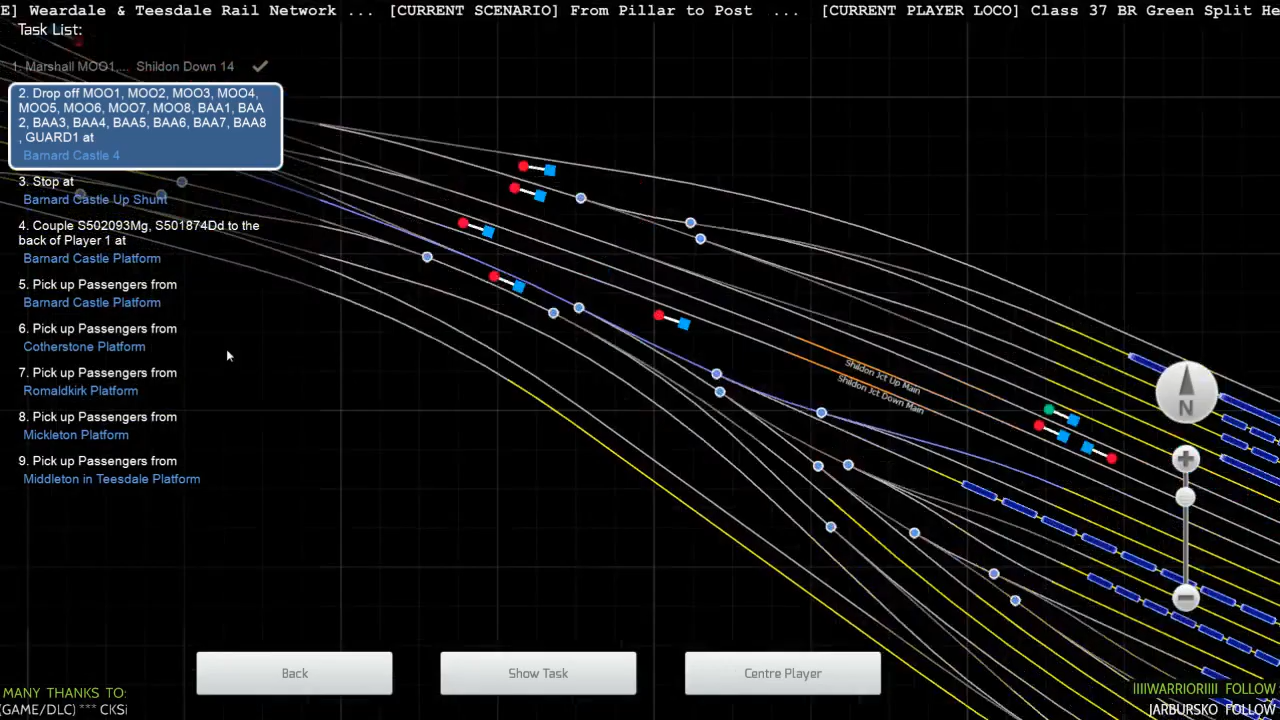 E] Weardale & Teesdale Rail Network ... [CURRENT SCENARIO] From Pillar to Post ... [CURRENT PLAYER LOCO] Class 37 BR Green Split He
Task List:
1. Marshall MOO1,... Shildon Down 14
2. Drop off MOO1, MOO2, MOO3, MOO4,
MOO5, MOO6, MOO7, MOO8, BAA1, BAA
2, BAA3, BAA4, BAA5, BAA6, BAA7, BAA8
, GUARD1 at
Barnard Castle 4
3. Stop at
Barnard Castle Up Shunt
4. Couple S502093Mg, S501874Dd to the
back of Player 1 at
Barnard Castle Platform
5. Pick up Passengers from
Barnard Castle Platform
6. Pick up Passengers from
Cotherstone Platform
7. Pick up Passengers from
Romaldkirk Platform
8. Pick up Passengers from
Mickleton Platform
9. Pick up Passengers from
Middleton in Teesdale Platform
Shildon Jct Up Main
Shildon Jct Down Main
N
Back
Show Task
Centre Player
MANY THANKS TO:
(GAME/DLC) *** CKSi
IIIIWARRIORIIII FOLLOW
JARBURSKO FOLLOW